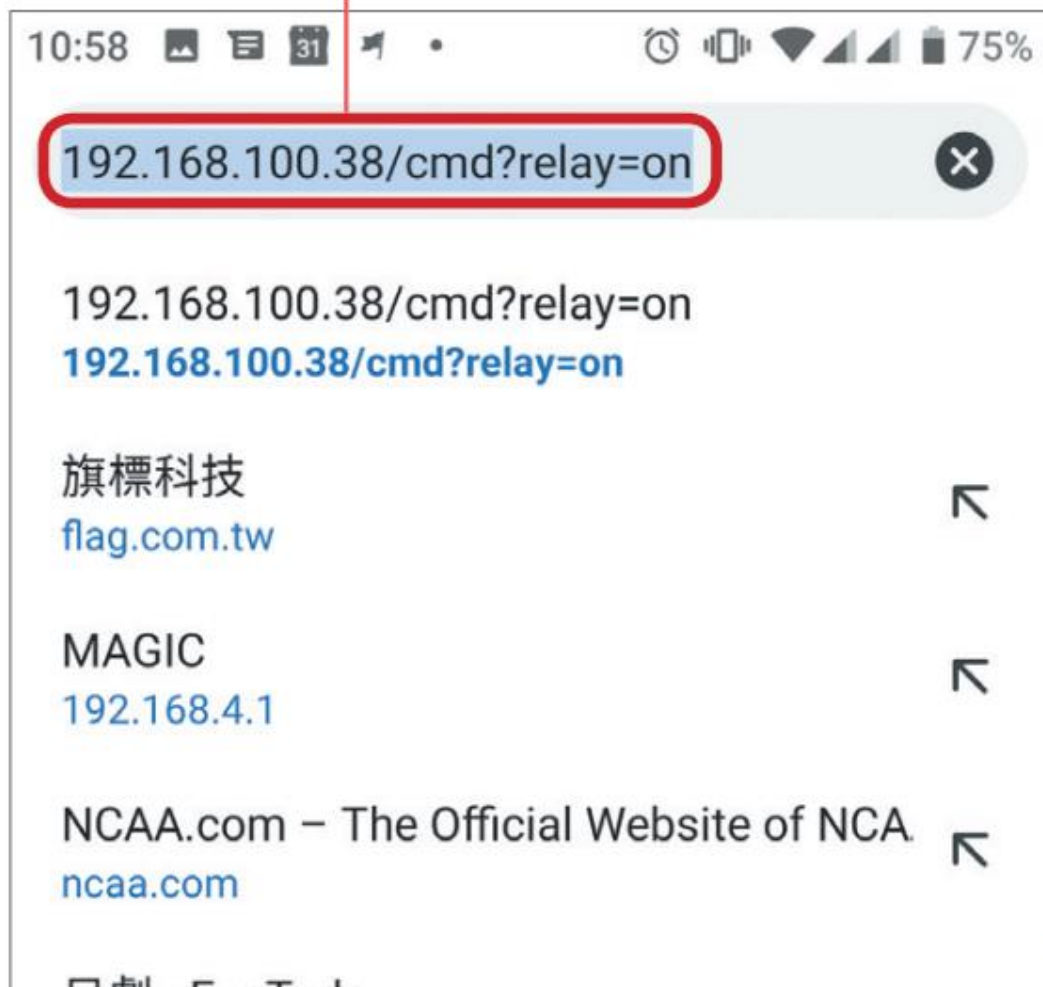 10:58 31 75%
192.168.100.38/cmd?relay=on
192.168.100.38/cmd?relay=on
192.168.100.38/cmd?relay=on
旗標科技
flag.com.tw
MAGIC
192.168.4.1
NCAA.com – The Official Website of NCA
ncaa.com